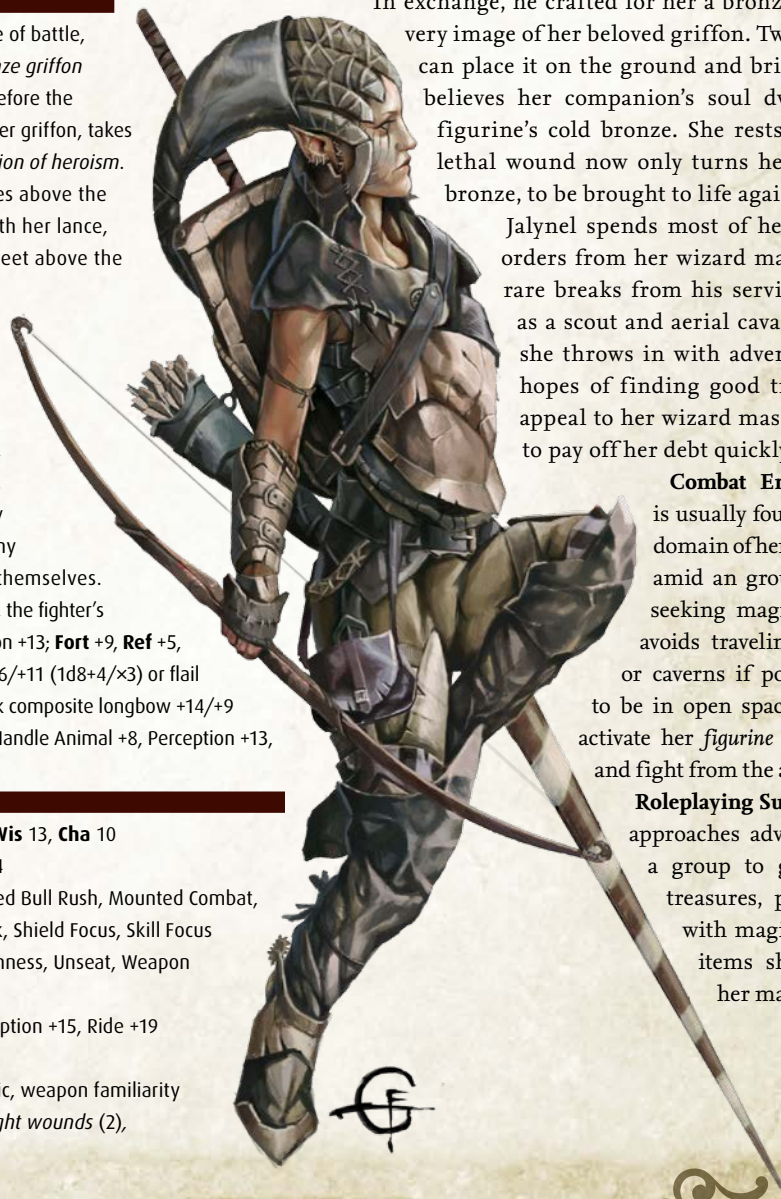 e of battle,
ze griffon
efore the
er griffon, takes
ion of heroism.
es above the
th her lance,
eet above the
y
ny
themselves.
, the fighter's
on +13; Fort +9, Ref +5,
6/+11 (1d8+4/×3) or flail
k composite longbow +14/+9
Handle Animal +8, Perception +13,
Wis 13, Cha 10
4
ed Bull Rush, Mounted Combat,
k, Shield Focus, Skill Focus
hness, Unseat, Weapon
eption +15, Ride +19
ic, weapon familiarity
ght wounds (2),
In exchange, he crafted for her a bronz
very image of her beloved griffon. Tw
can place it on the ground and bri
believes her companion's soul dw
figurine's cold bronze. She rests
lethal wound now only turns he
bronze, to be brought to life agai
Jalynel spends most of he
orders from her wizard ma
rare breaks from his servi
as a scout and aerial cava
she throws in with adver
hopes of finding good t
appeal to her wizard mas
to pay off her debt quickly
Combat En
is usually fou
domain of her
amid an grou
seeking magi
avoids travelin
or caverns if po
to be in open spac
activate her figurine
and fight from the a
Roleplaying Su
approaches adv
a group to g
treasures, p
with magi
items sh
her ma